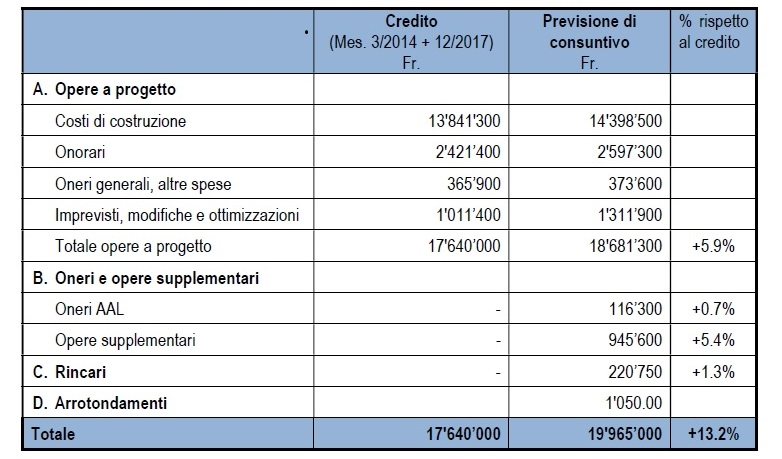 Credito Previsione di % rispetto
(Mes. 3/2014 + 12/2017) consuntivo al credito
Fr. Fr.
A. Opere a progetto
Costi di costruzione 13'841'300 14'398'500
Onorari 2'421'400 2'597'300
Oneri generali, altre spese 365'900 373'600
Imprevisti, modifiche e ottimizzazioni 1'011'400 1'311'900
Totale opere a progetto 17'640'000 18'681'300 +5.9%
B. Oneri e opere supplementari
Oneri AAL - 116'300 +0.7%
Opere supplementari - 945'600 +5.4%
C. Rincari - 220’750 +1.3%
D. Arrotondamenti 1'050.00
Totale 17'640’000 19'965’000 +13.2%